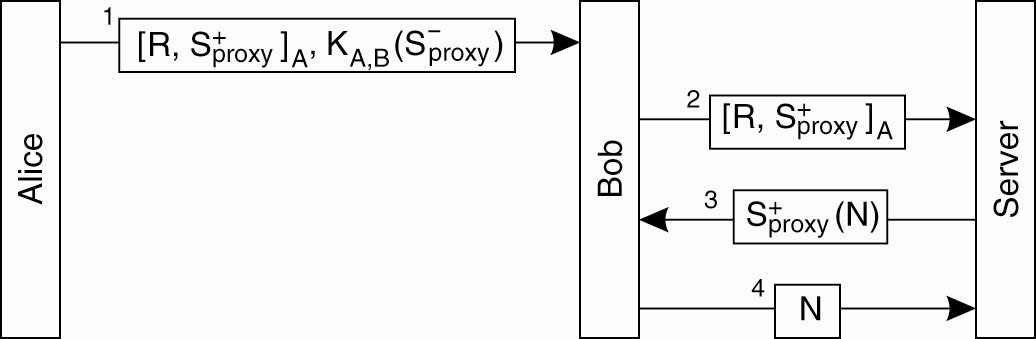 Alice
1
[R, S⁺proxy]A, KA,B(S⁻proxy)
Bob
2
[R, S⁺proxy]A
3
S⁺proxy(N)
4
N
Server